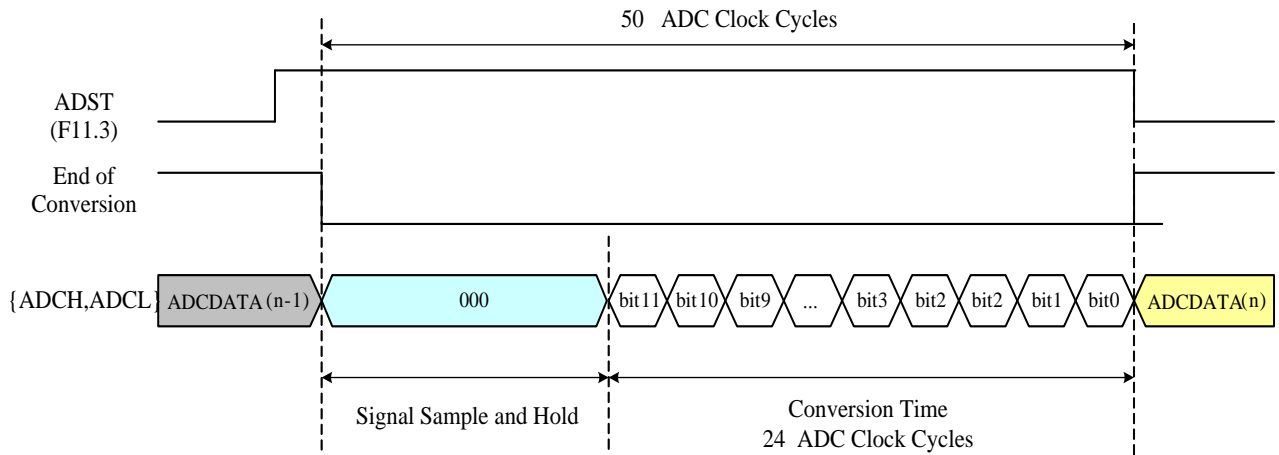 50 ADC Clock Cycles
ADST
(F11.3)
End of
Conversion
{ADCH,ADCL} ADCDATA(n-1) 000 bit11 bit10 bit9 ... bit3 bit2 bit2 bit1 bit0 ADCDATA(n)
Signal Sample and Hold
Conversion Time
24 ADC Clock Cycles